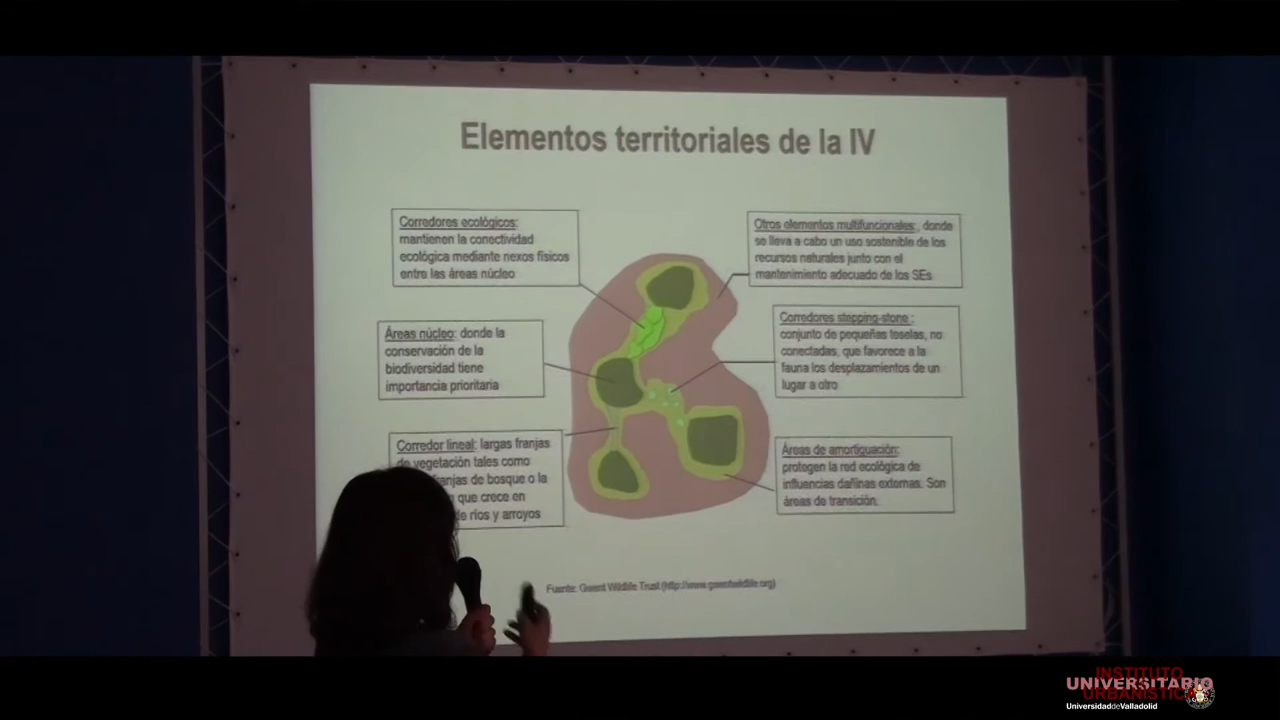 Elementos territoriales de la IV
Corredores ecológicos:
mantienen la conectividad
ecológica mediante nexos físicos
entre las áreas núcleo
Otros elementos multifuncionales:, donde
se lleva a cabo un uso sostenible de los
recursos naturales junto con el
mantenimiento adecuado de los SEs
Áreas núcleo: donde la
conservación de la
biodiversidad tiene
importancia prioritaria
Corredores stepping-stone :
conjunto de pequeñas teselas, no
conectadas, que favorece a la
fauna los desplazamientos de un
lugar a otro
Corredor lineal: largas franjas
de vegetación tales como
franjas de bosque o la
que crece en
de ríos y arroyos
Áreas de amortiguación:
protegen la red ecológica de
influencias dañinas externas. Son
áreas de transición.
Fuente: Gwent Wildlife Trust (http://www.gwentwildlife.org)
INSTITUTO
UNIVERSITARIO
URBANÍSTICA
UniversidaddeValladolid